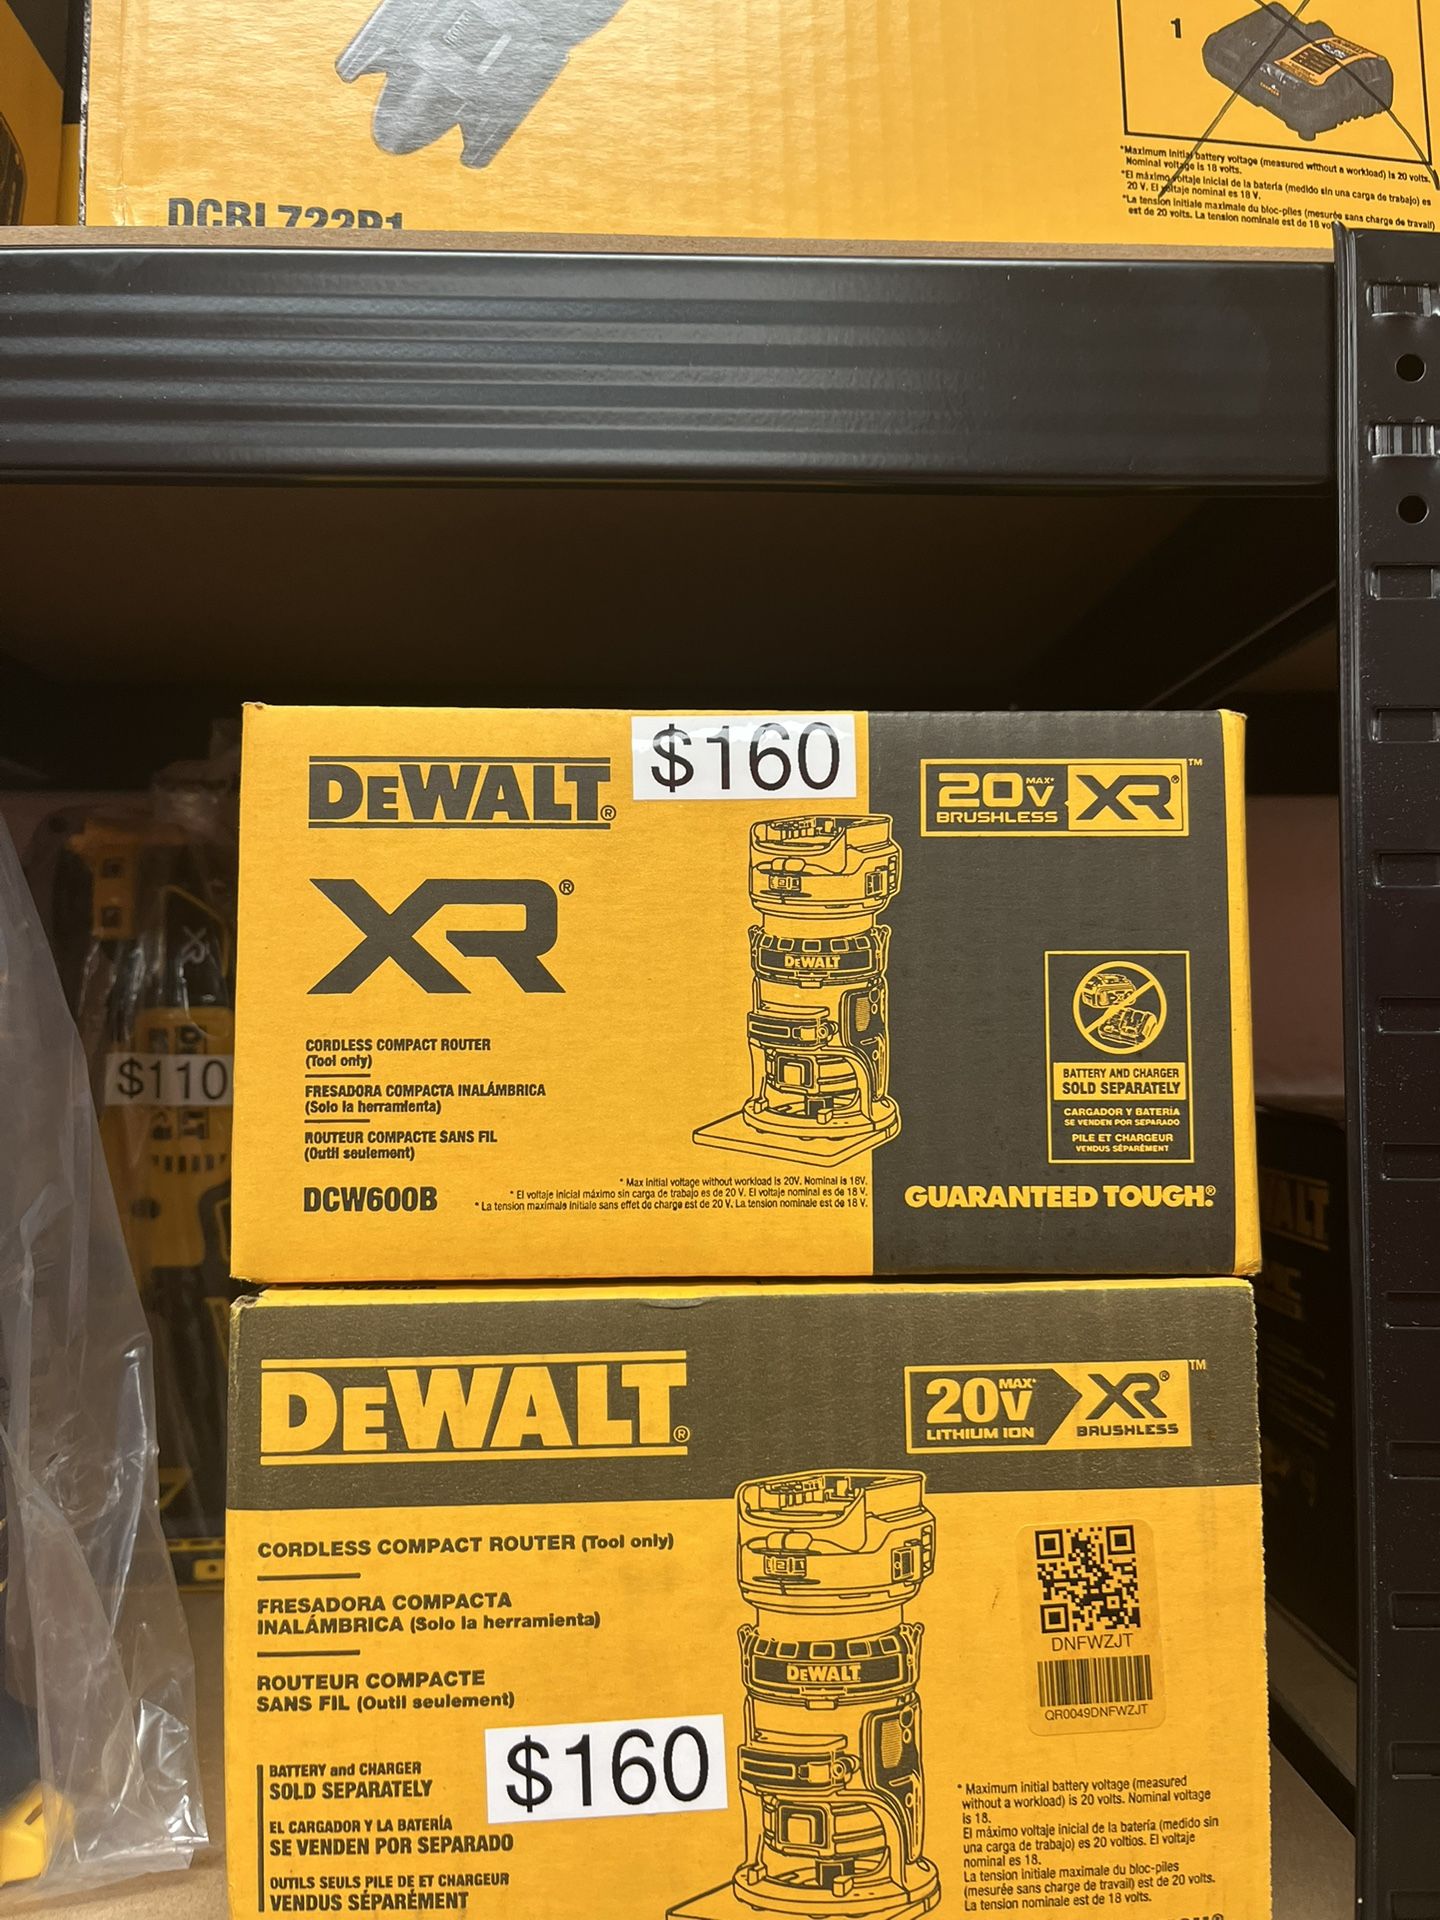 1
*Maximum initial battery voltage (measured without a workload) is 20 volts.
Nominal voltage is 18 volts.
*El máximo voltaje inicial de la batería (medido sin una carga de trabajo) es
20 V. El voltaje nominal es 18 V.
*La tension initiale maximale du bloc-piles (mesurée sans charge de travail)
est de 20 volts. La tension nominale est de 18 vo
DCBL722P1
$160
DEWALT®
20V MAX* XR®™
BRUSHLESS
XR®
DEWALT
CORDLESS COMPACT ROUTER
(Tool only)
FRESADORA COMPACTA INALÁMBRICA
(Solo la herramienta)
ROUTEUR COMPACTE SANS FIL
(Outil seulement)
DCW600B
BATTERY AND CHARGER
SOLD SEPARATELY
CARGADOR Y BATERÍA
SE VENDEN POR SEPARADO
PILE ET CHARGEUR
VENDUS SÉPARÉMENT
* Max initial voltage without workload is 20V. Nominal is 18V.
* El voltaje inicial máximo sin carga de trabajo es de 20 V. El voltaje nominal es de 18 V.
* La tension maximale initiale sans effet de charge est de 20 V. La tension nominale est de 18 V.
GUARANTEED TOUGH.®
$110
XR
DCW600B
DEWALT®
20V MAX* XR®™
LITHIUM ION BRUSHLESS
CORDLESS COMPACT ROUTER (Tool only)
FRESADORA COMPACTA
INALÁMBRICA (Solo la herramienta)
ROUTEUR COMPACTE
SANS FIL (Outil seulement)
DEWALT
DNFWZJT
QR0049DNFWZJT
$160
BATTERY and CHARGER
SOLD SEPARATELY
EL CARGADOR Y LA BATERÍA
SE VENDEN POR SEPARADO
OUTILS SEULS PILE DE ET CHARGEUR
VENDUS SÉPARÉMENT
* Maximum initial battery voltage (measured
without a workload) is 20 volts. Nominal voltage
is 18.
El máximo voltaje inicial de la batería (medido sin
una carga de trabajo) es 20 voltios. El voltaje
nominal es 18.
La tension initiale maximale du bloc-piles
(mesurée sans charge de travail) est de 20 volts.
La tension nominale est de 18 volts.